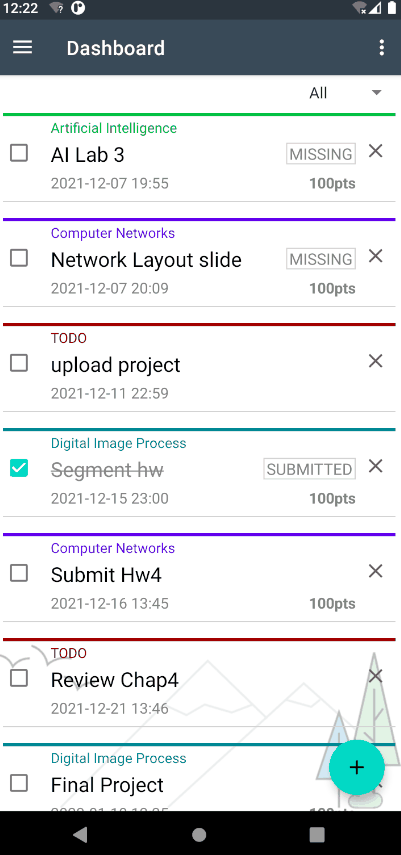 12:22
Dashboard
All
Artificial Intelligence
AI Lab 3
MISSING
2021-12-07 19:55
100pts
Computer Networks
Network Layout slide
MISSING
2021-12-07 20:09
100pts
TODO
upload project
2021-12-11 22:59
Digital Image Process
Segment hw
SUBMITTED
2021-12-15 23:00
100pts
Computer Networks
Submit Hw4
2021-12-16 13:45
100pts
TODO
Review Chap4
2021-12-21 13:46
Digital Image Process
Final Project